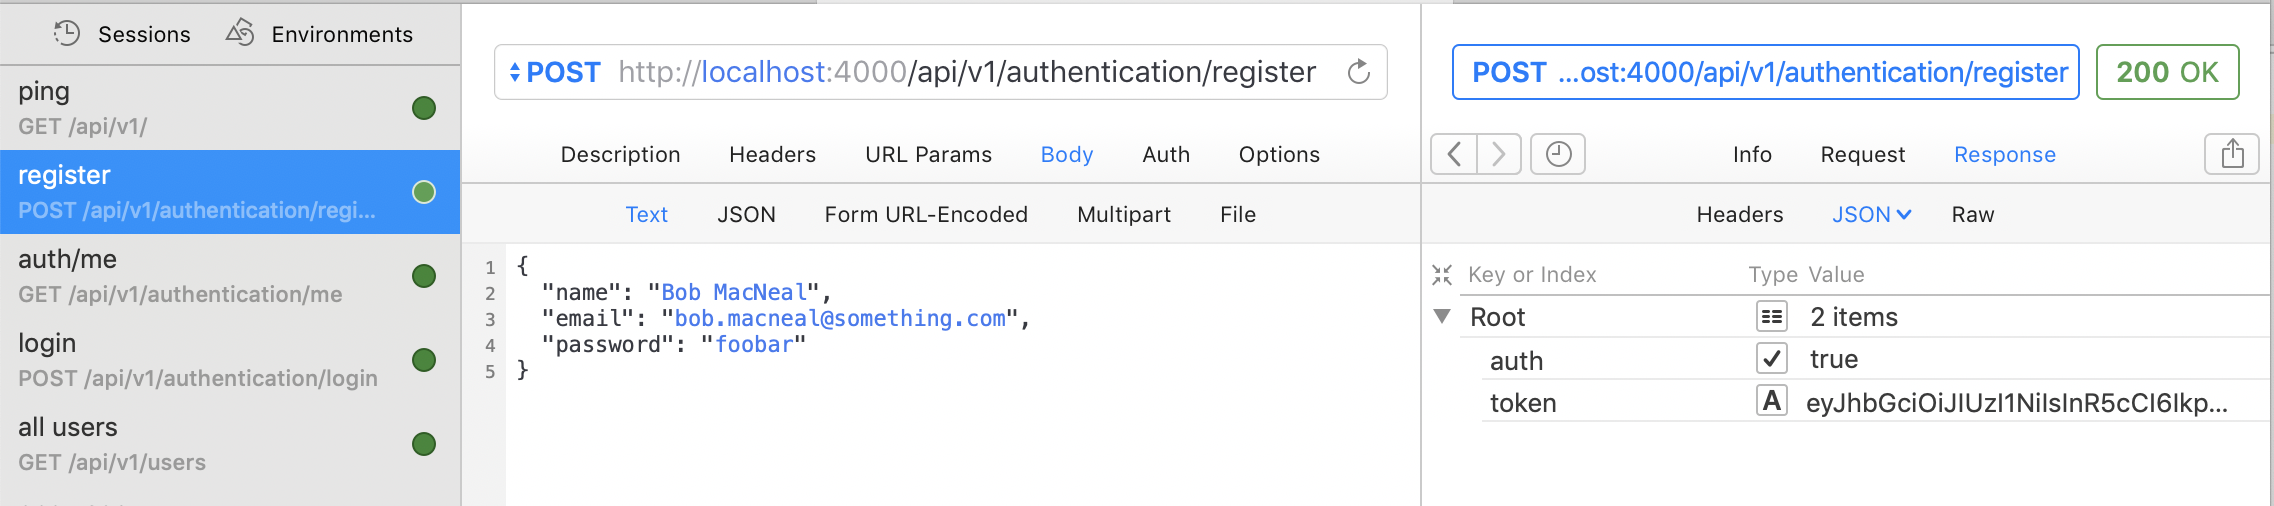 Sessions Environments
ping
GET /api/v1/
register
POST /api/v1/authentication/regi...
auth/me
GET /api/v1/authentication/me
login
POST /api/v1/authentication/login
all users
GET /api/v1/users
POST http://localhost:4000/api/v1/authentication/register
Description Headers URL Params Body Auth Options
Text JSON Form URL-Encoded Multipart File
1 {
2 "name": "Bob MacNeal",
3 "email": "bob.macneal@something.com",
4 "password": "foobar"
5 }
POST ...ost:4000/api/v1/authentication/register 200 OK
Info Request Response
Headers JSON Raw
Key or Index Type Value
Root 2 items
auth true
token A eyJhbGciOiJIUzI1NiIsInR5cCI6Ikp...